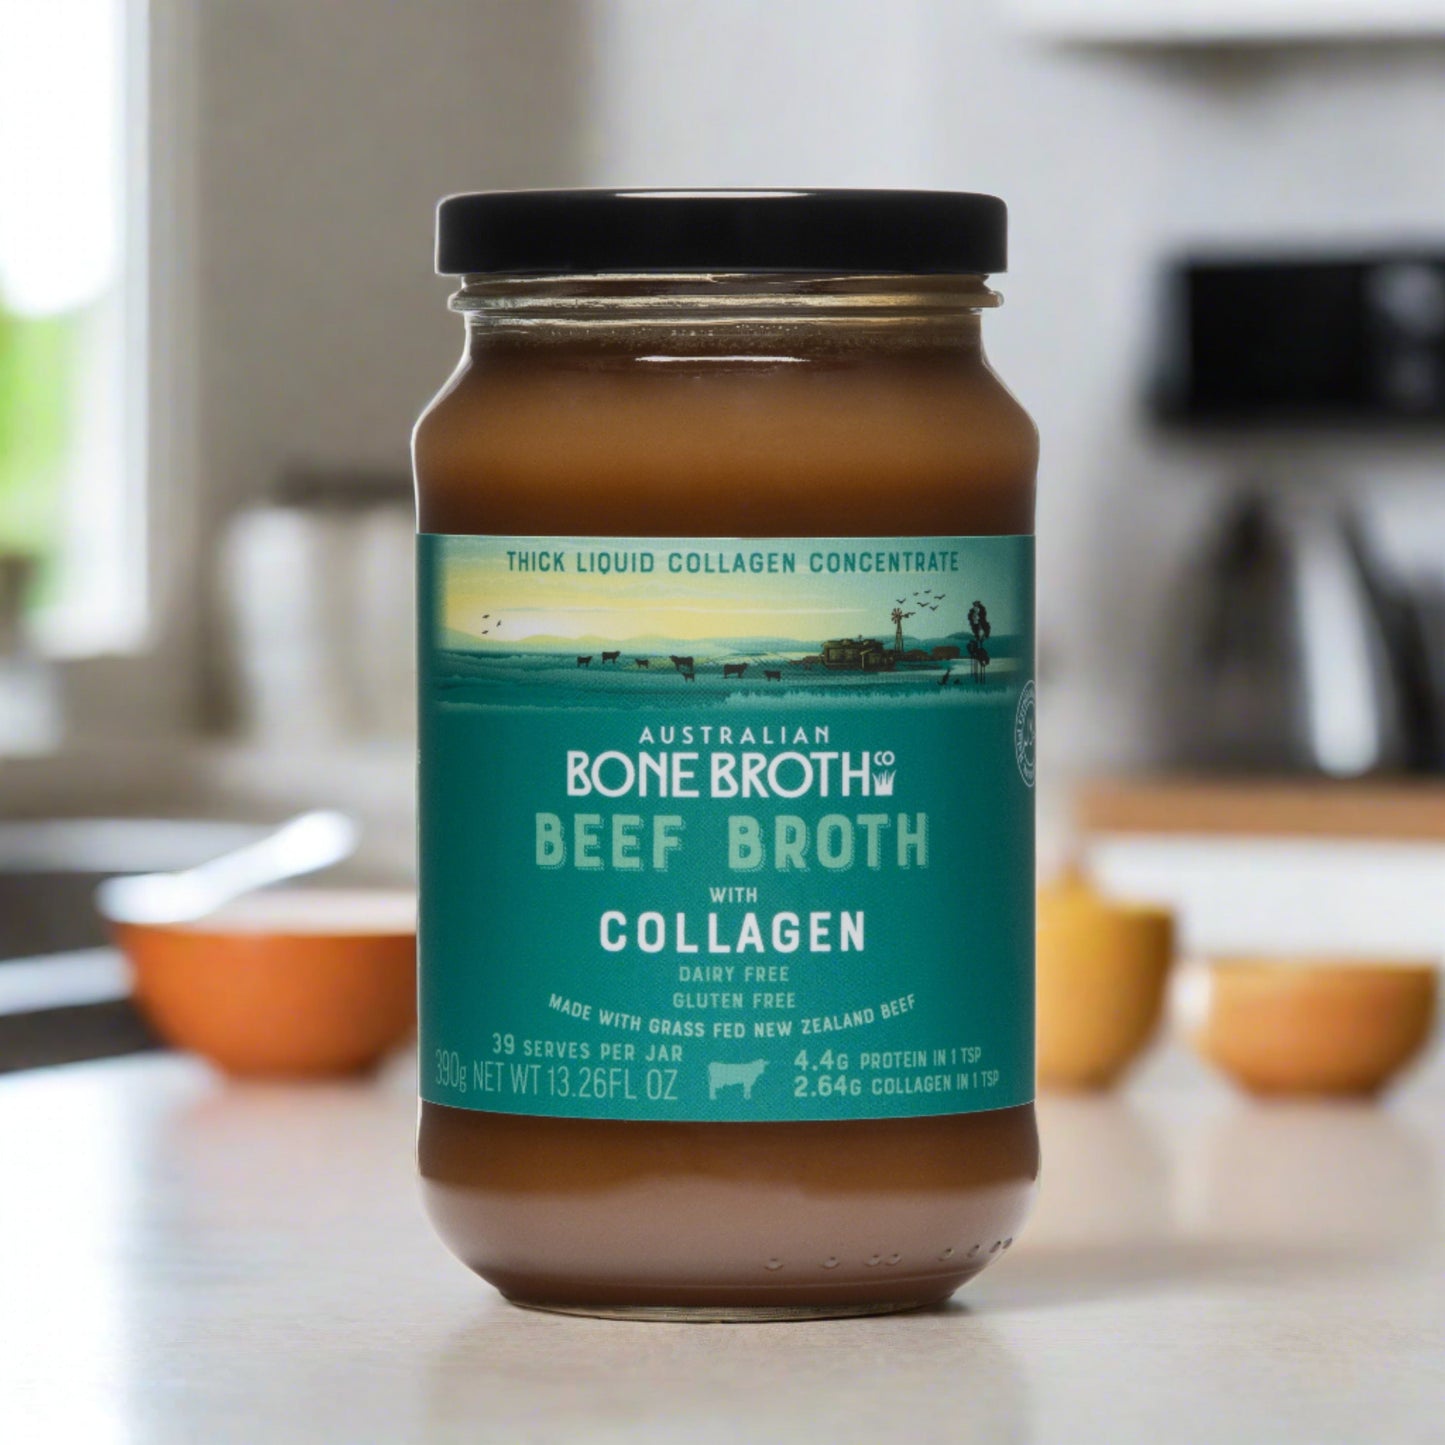 THICK LIQUID COLLAGEN CONCENTRATE
AUSTRALIAN
BONE BROTH CO
BEEF BROTH
WITH
COLLAGEN
DAIRY FREE
GLUTEN FREE
MADE WITH GRASS FED NEW ZEALAND BEEF
39 SERVES PER JAR
390g NET WT 13.26FL OZ
4.4G PROTEIN IN 1 TSP
2.64G COLLAGEN IN 1 TSP